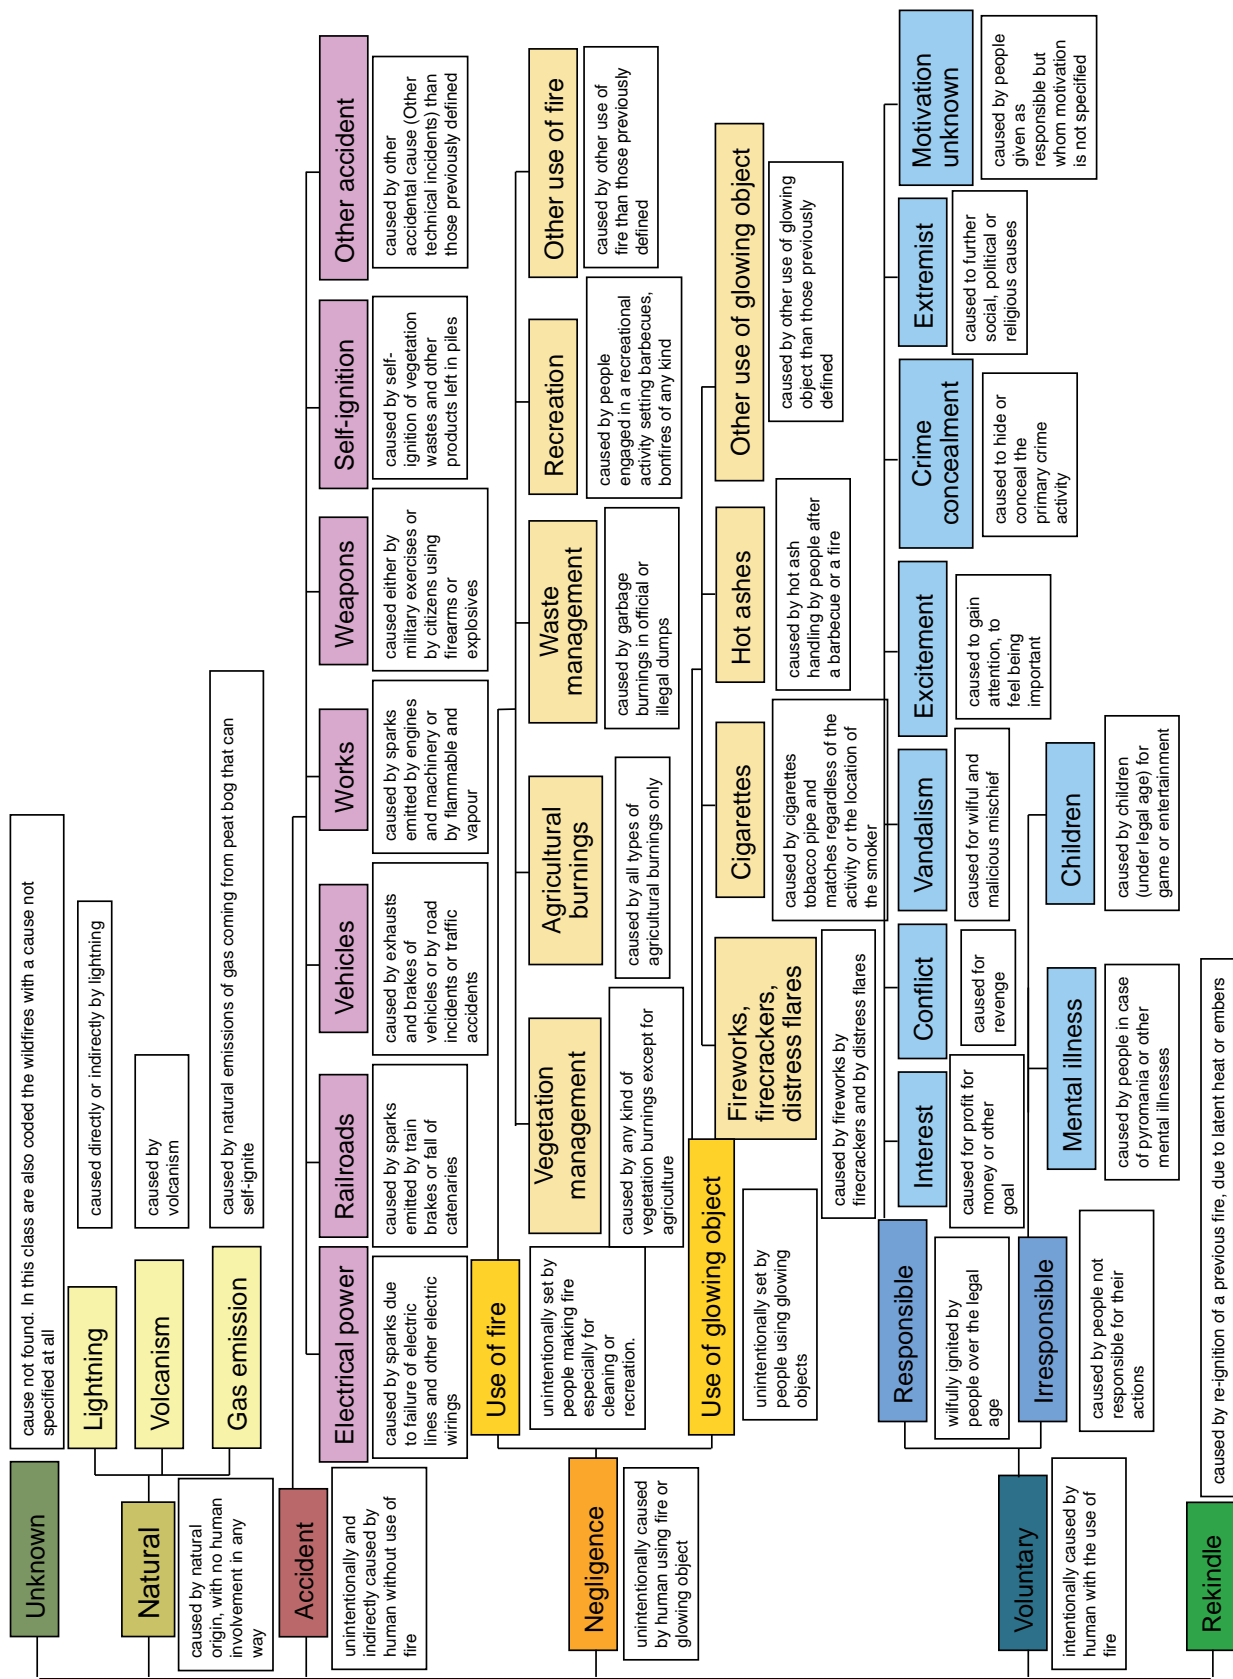 Unknown
cause not found. In this class are also coded the wildfires with a cause not
specified at all
Natural
caused by natural
origin, with no human
involvement in any
way
Lightning
caused directly or indirectly by lightning
Volcanism
caused by
volcanism
Gas emission
caused by natural emissions of gas coming from peat bog that can
self-ignite
Accident
unintentionally and
indirectly caused by
human without use of
fire
Electrical power
caused by sparks due
to failure of electric
lines and other electric
wirings
Railroads
caused by sparks
emitted by train
brakes or fall of
catenaries
Vehicles
caused by exhausts
and brakes of
vehicles or by road
incidents or traffic
accidents
Works
caused by sparks
emitted by engines
and machinery or
by flammable and
vapour
Weapons
caused either by
military exercises or
by citizens using
firearms or
explosives
Self-ignition
caused by self-
ignition of vegetation
wastes and other
products left in piles
Other accident
caused by other
accidental cause (Other
technical incidents) than
those previously defined
Negligence
unintentionally caused
by human using fire or
glowing object
Use of fire
unintentionally set by
people making fire
especially for
cleaning or
recreation.
Vegetation
management
caused by any kind of
vegetation burnings except for
agriculture
Agricultural
burnings
caused by all types of
agricultural burnings only
Waste
management
caused by garbage
burnings in official or
illegal dumps
Recreation
caused by people
engaged in a recreational
activity setting barbecues,
bonfires of any kind
Other use of fire
caused by other use of
fire than those previously
defined
Use of glowing object
unintentionally set by
people using glowing
objects
Fireworks,
firecrackers,
distress flares
caused by fireworks by
firecrackers and by distress flares
Cigarettes
caused by cigarettes
tobacco pipe and
matches regardless of the
activity or the location of
the smoker
Hot ashes
caused by hot ash
handling by people after
a barbecue or a fire
Other use of glowing object
caused by other use of glowing
object than those previously
defined
Voluntary
intentionally caused by
human with the use of
fire
Responsible
wilfully ignited by
people over the legal
age
Interest
caused for profit for
money or other
goal
Conflict
caused for
revenge
Vandalism
caused for wilful and
malicious mischief
Excitement
caused to gain
attention, to
feel being
important
Crime
concealment
caused to hide or
conceal the
primary crime
activity
Extremist
caused to further
social, political or
religious causes
Motivation
unknown
caused by people
given as
responsible but
whom motivation
is not specified
Irresponsible
caused by people not
responsible for their
actions
Mental illness
caused by people in case
of pyromania or other
mental illnesses
Children
caused by children
(under legal age) for
game or entertainment
Rekindle
caused by re-ignition of a previous fire, due to latent heat or embers